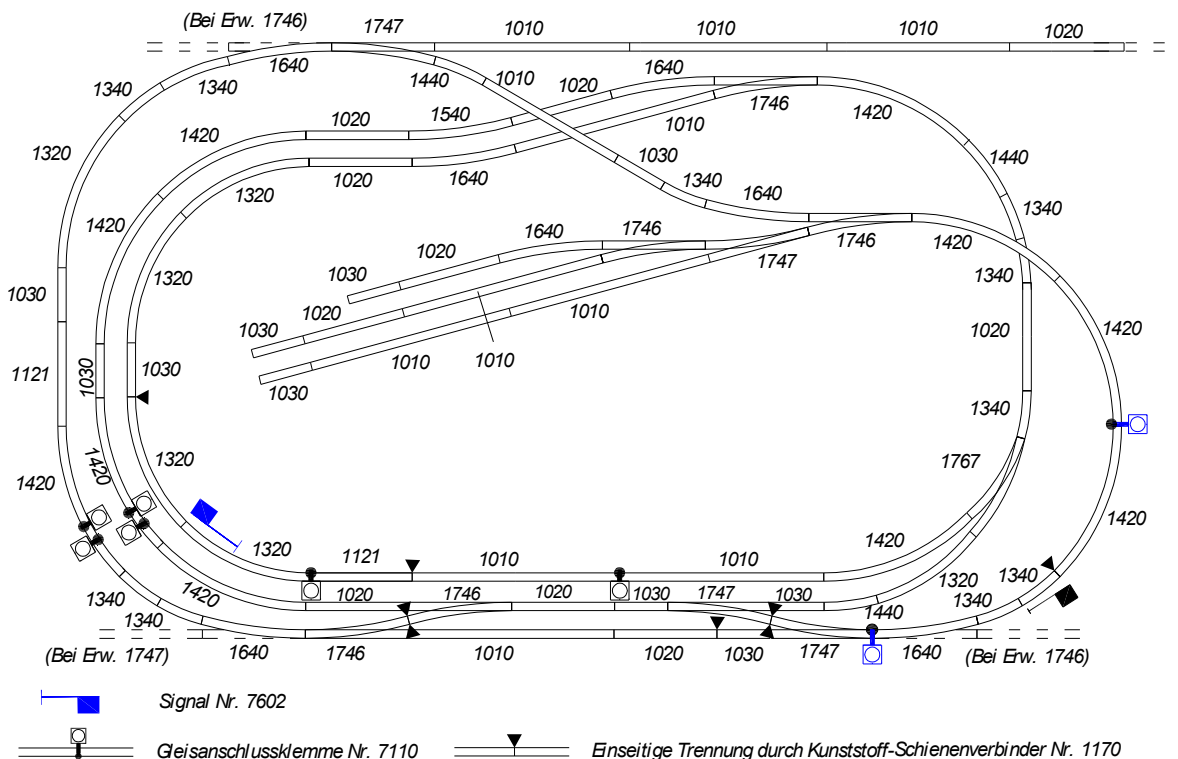 (Bei Erw. 1746)
1747 1010 1010 1010 1020
1640
1340 1340 1440 1010 1020 1640
1746
1420 1020 1540 1010 1420
1320 1440
1320 1020 1640 1030
1340 1640 1340
1420
1640 1746 1746 1420
1020 1747
1320 1030 1340
1030 1020 1010
1030 1010 1420
1121 1030 1030 1010 1020
1030
1340
1420 1767
1420 1320
1420
1320 1121 1010 1010 1420
1340
1420 1020 1746 1020 1030 1747 1030 1320
1340 1440 1340
1340
(Bei Erw. 1747) 1640 1746 1010 1020 1030 1747 1640 (Bei Erw. 1746)
Signal Nr. 7602
Gleisanschlussklemme Nr. 7110
Einseitige Trennung durch Kunststoff-Schienenverbinder Nr. 1170